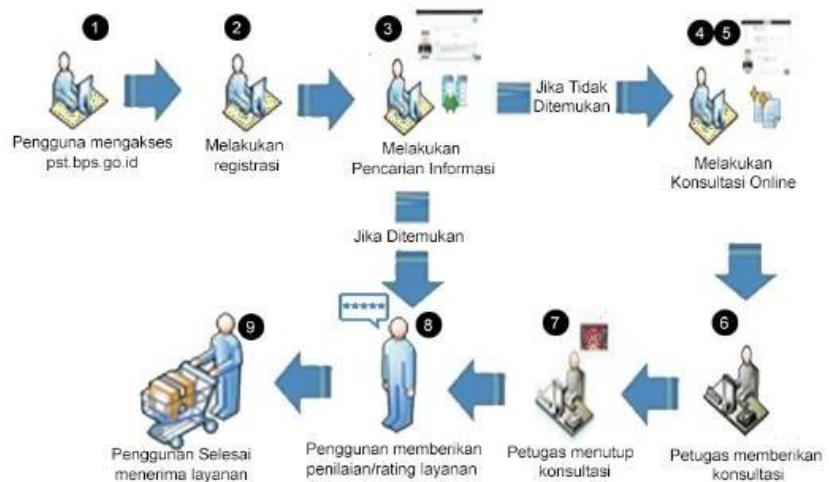 1
Pengguna mengakses
pst.bps.go.id
2
Melakukan
registrasi
3
Melakukan
Pencarian Informasi
Jika Tidak
Ditemukan
4 5
Melakukan
Konsultasi Online
Jika Ditemukan
6
Petugas memberikan
konsultasi
7
Petugas menutup
konsultasi
*****
8
Penggunan memberikan
penilaian/rating layanan
9
Penggunan Selesai
menerima layanan